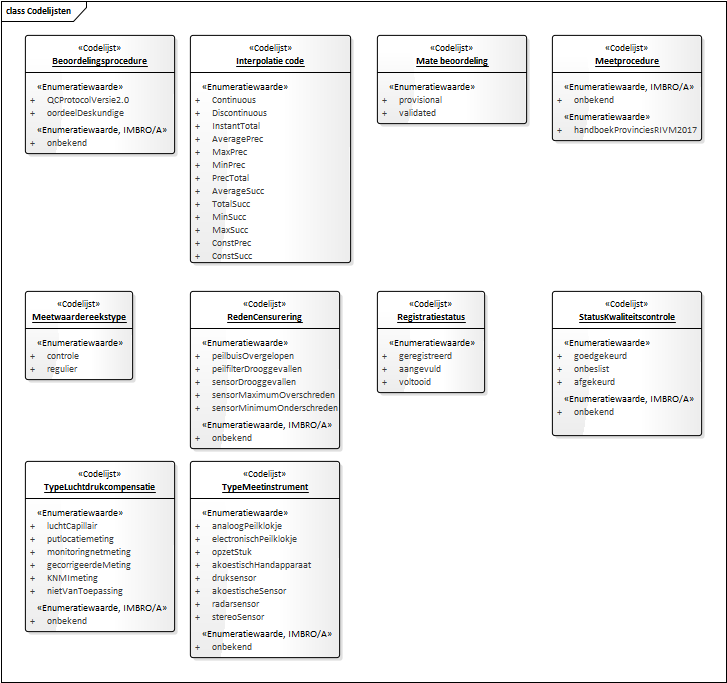 class Codelijsten
«Codelijst»
Beoordelingsprocedure
«Enumeratiewaarde»
+ QCProtocolVersie2.0
+ oordeelDeskundige
«Enumeratiewaarde, IMBRO/A»
+ onbekend
«Codelijst»
Interpolatie code
«Enumeratiewaarde»
+ Continuous
+ Discontinuous
+ InstantTotal
+ AveragePrec
+ MaxPrec
+ MinPrec
+ PrecTotal
+ AverageSucc
+ TotalSucc
+ MinSucc
+ MaxSucc
+ ConstPrec
+ ConstSucc
«Codelijst»
Mate beoordeling
«Enumeratiewaarde»
+ provisional
+ validated
«Codelijst»
Meetprocedure
«Enumeratiewaarde, IMBRO/A»
+ onbekend
«Enumeratiewaarde»
+ handboekProvinciesRIVM2017
«Codelijst»
Meetwaardereekstype
«Enumeratiewaarde»
+ controle
+ regulier
«Codelijst»
RedenCensurering
«Enumeratiewaarde»
+ peilbuisOvergelopen
+ peilfilterDrooggevallen
+ sensorDrooggevallen
+ sensorMaximumOverschreden
+ sensorMinimumOnderschreden
«Enumeratiewaarde, IMBRO/A»
+ onbekend
«Codelijst»
Registratiestatus
«Enumeratiewaarde»
+ geregistreerd
+ aangevuld
+ voltooid
«Codelijst»
StatusKwaliteitscontrole
«Enumeratiewaarde»
+ goedgekeurd
+ onbeslist
+ afgekeurd
«Enumeratiewaarde, IMBRO/A»
+ onbekend
«Codelijst»
TypeLuchtdrukcompensatie
«Enumeratiewaarde»
+ luchtCapillair
+ putlocatiemeting
+ monitoringnetmeting
+ gecorrigeerdeMeting
+ KNMImeting
+ nietVanToepassing
«Enumeratiewaarde, IMBRO/A»
+ onbekend
«Codelijst»
TypeMeetinstrument
«Enumeratiewaarde»
+ analoogPeilklokje
+ electronischPeilklokje
+ opzetStuk
+ akoestischHandapparaat
+ druksensor
+ akoestischeSensor
+ radarsensor
+ stereoSensor
«Enumeratiewaarde, IMBRO/A»
+ onbekend